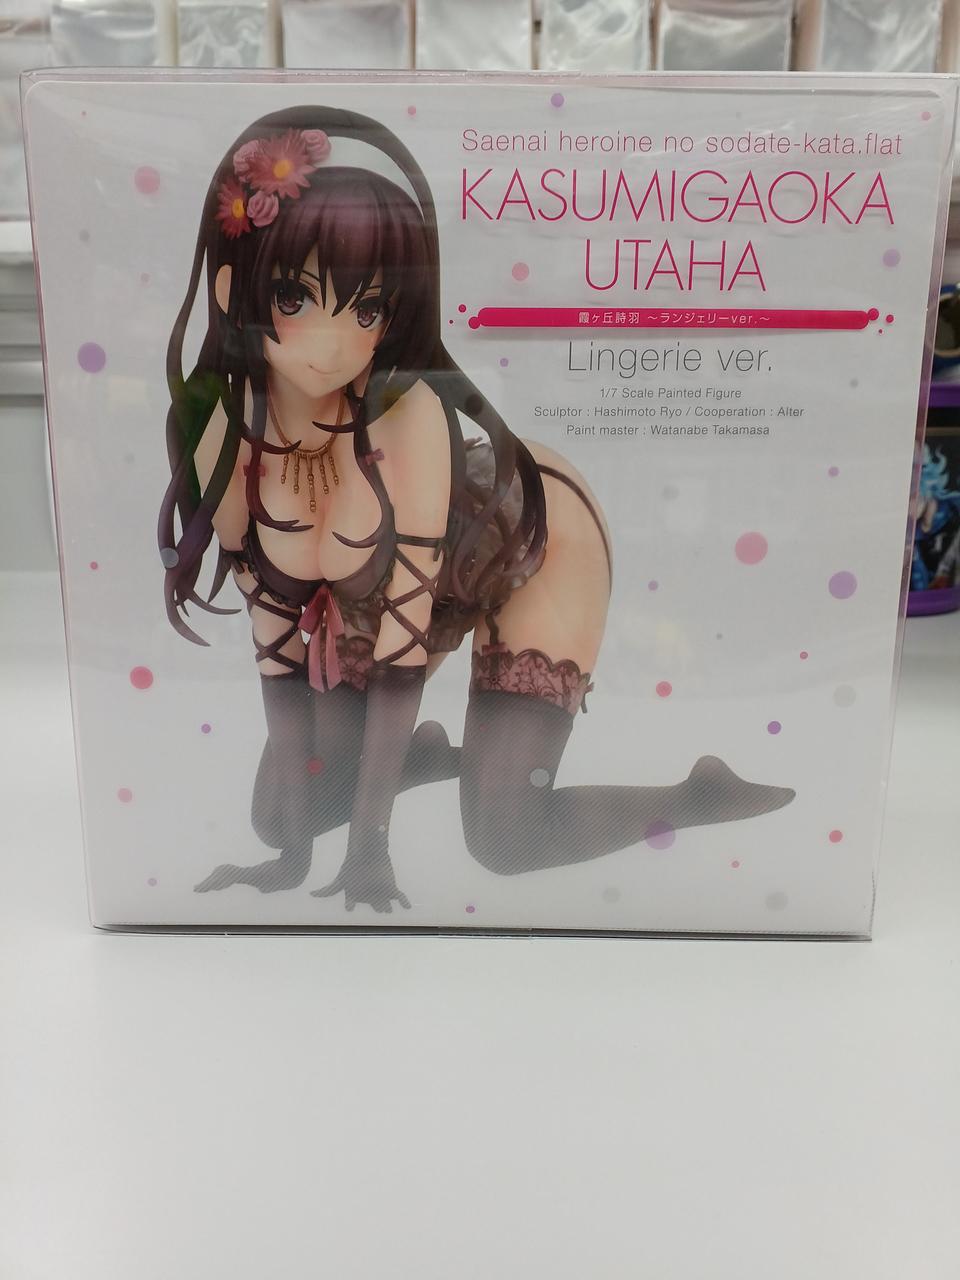 Saenai heroine no sodate-kata.flat
KASUMIGAOKA
UTAHA
霞ヶ丘詩羽 ～ランジェリーver.～
Lingerie ver.
1/7 Scale Painted Figure
Sculptor : Hashimoto Ryo / Cooperation : Alter
Paint master : Watanabe Takamasa